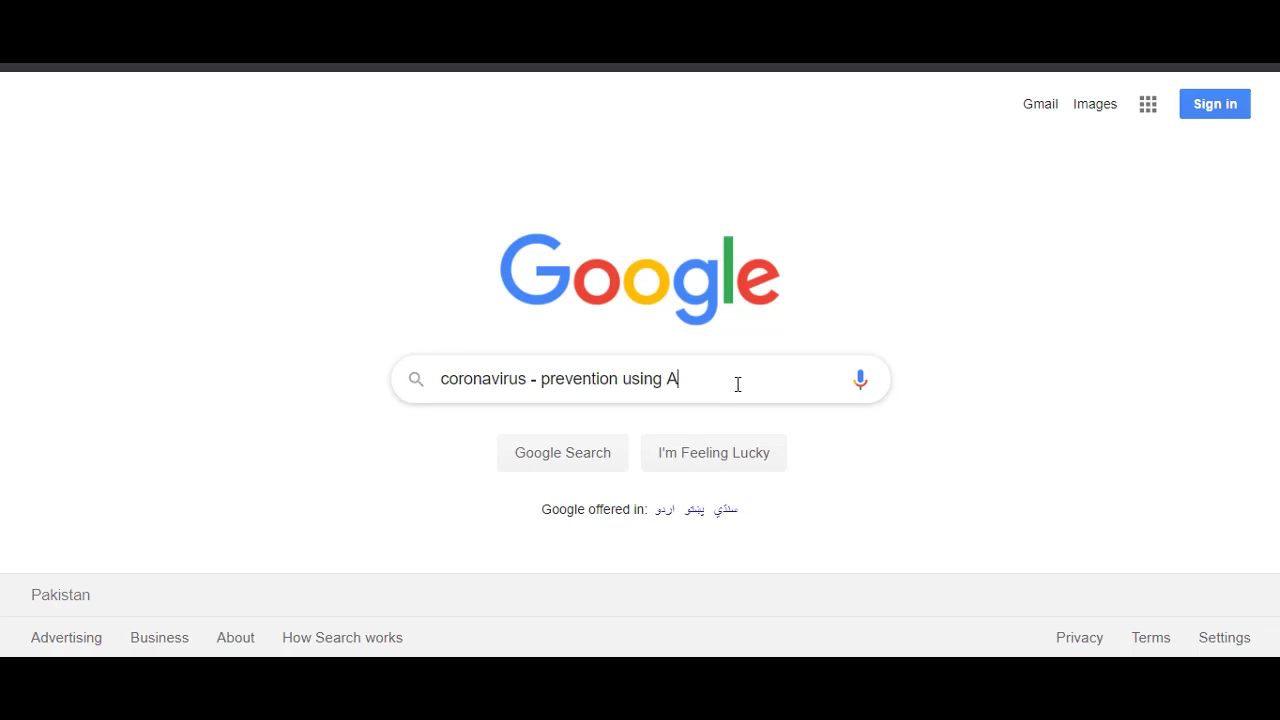 Gmail Images Sign in
Google
coronavirus - prevention using A
Google Search I'm Feeling Lucky
Google offered in: اردو پښتو سنڌي
Pakistan
Advertising Business About How Search works Privacy Terms Settings